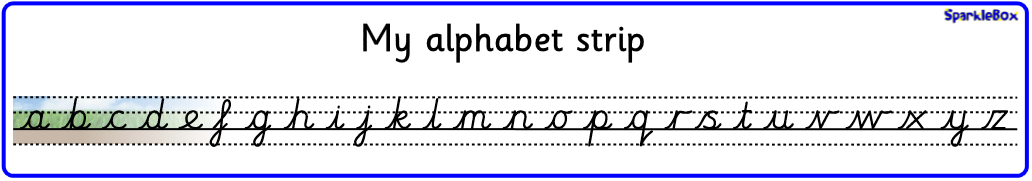 SparkleBox
My alphabet strip
a b c d e f g h i j k l m n o p q r s t u v w x y z